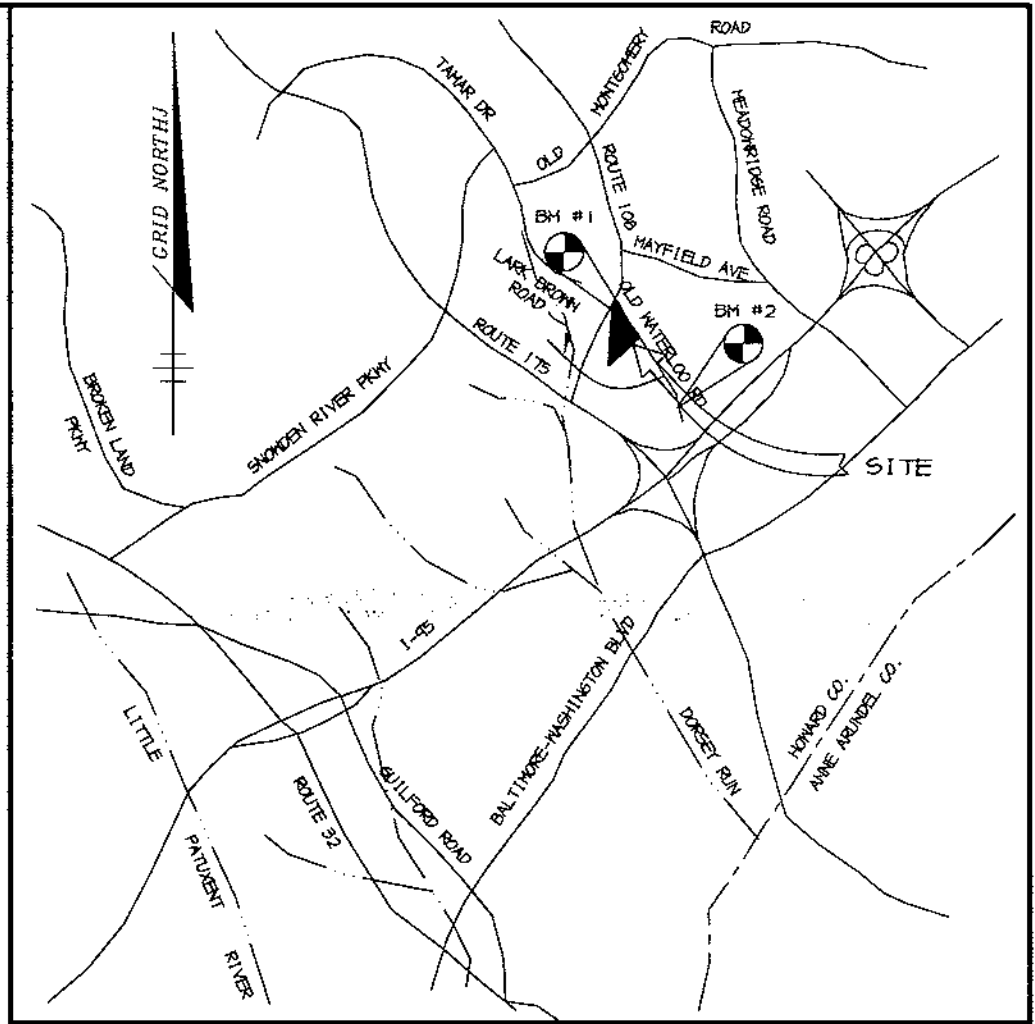 ROAD
MONTGOMERY
OLD
TAMAR DR
GRID NORTH
MEADOWRIDGE ROAD
ROUTE 108
BM #1
MAYFIELD AVE
LARK BROWN
ROAD
OLD WATERLOO RD
BM #2
ROUTE 175
BROKEN LAND
PKWY
SNOWDEN RIVER PKWY
SITE
I-95
BALTIMORE-WASHINGTON BLVD
HOWARD CO.
ANNE ARUNDEL CO.
DORSEY RUN
LITTLE
PATUXENT
RIVER
ROUTE 32
GUILFORD ROAD